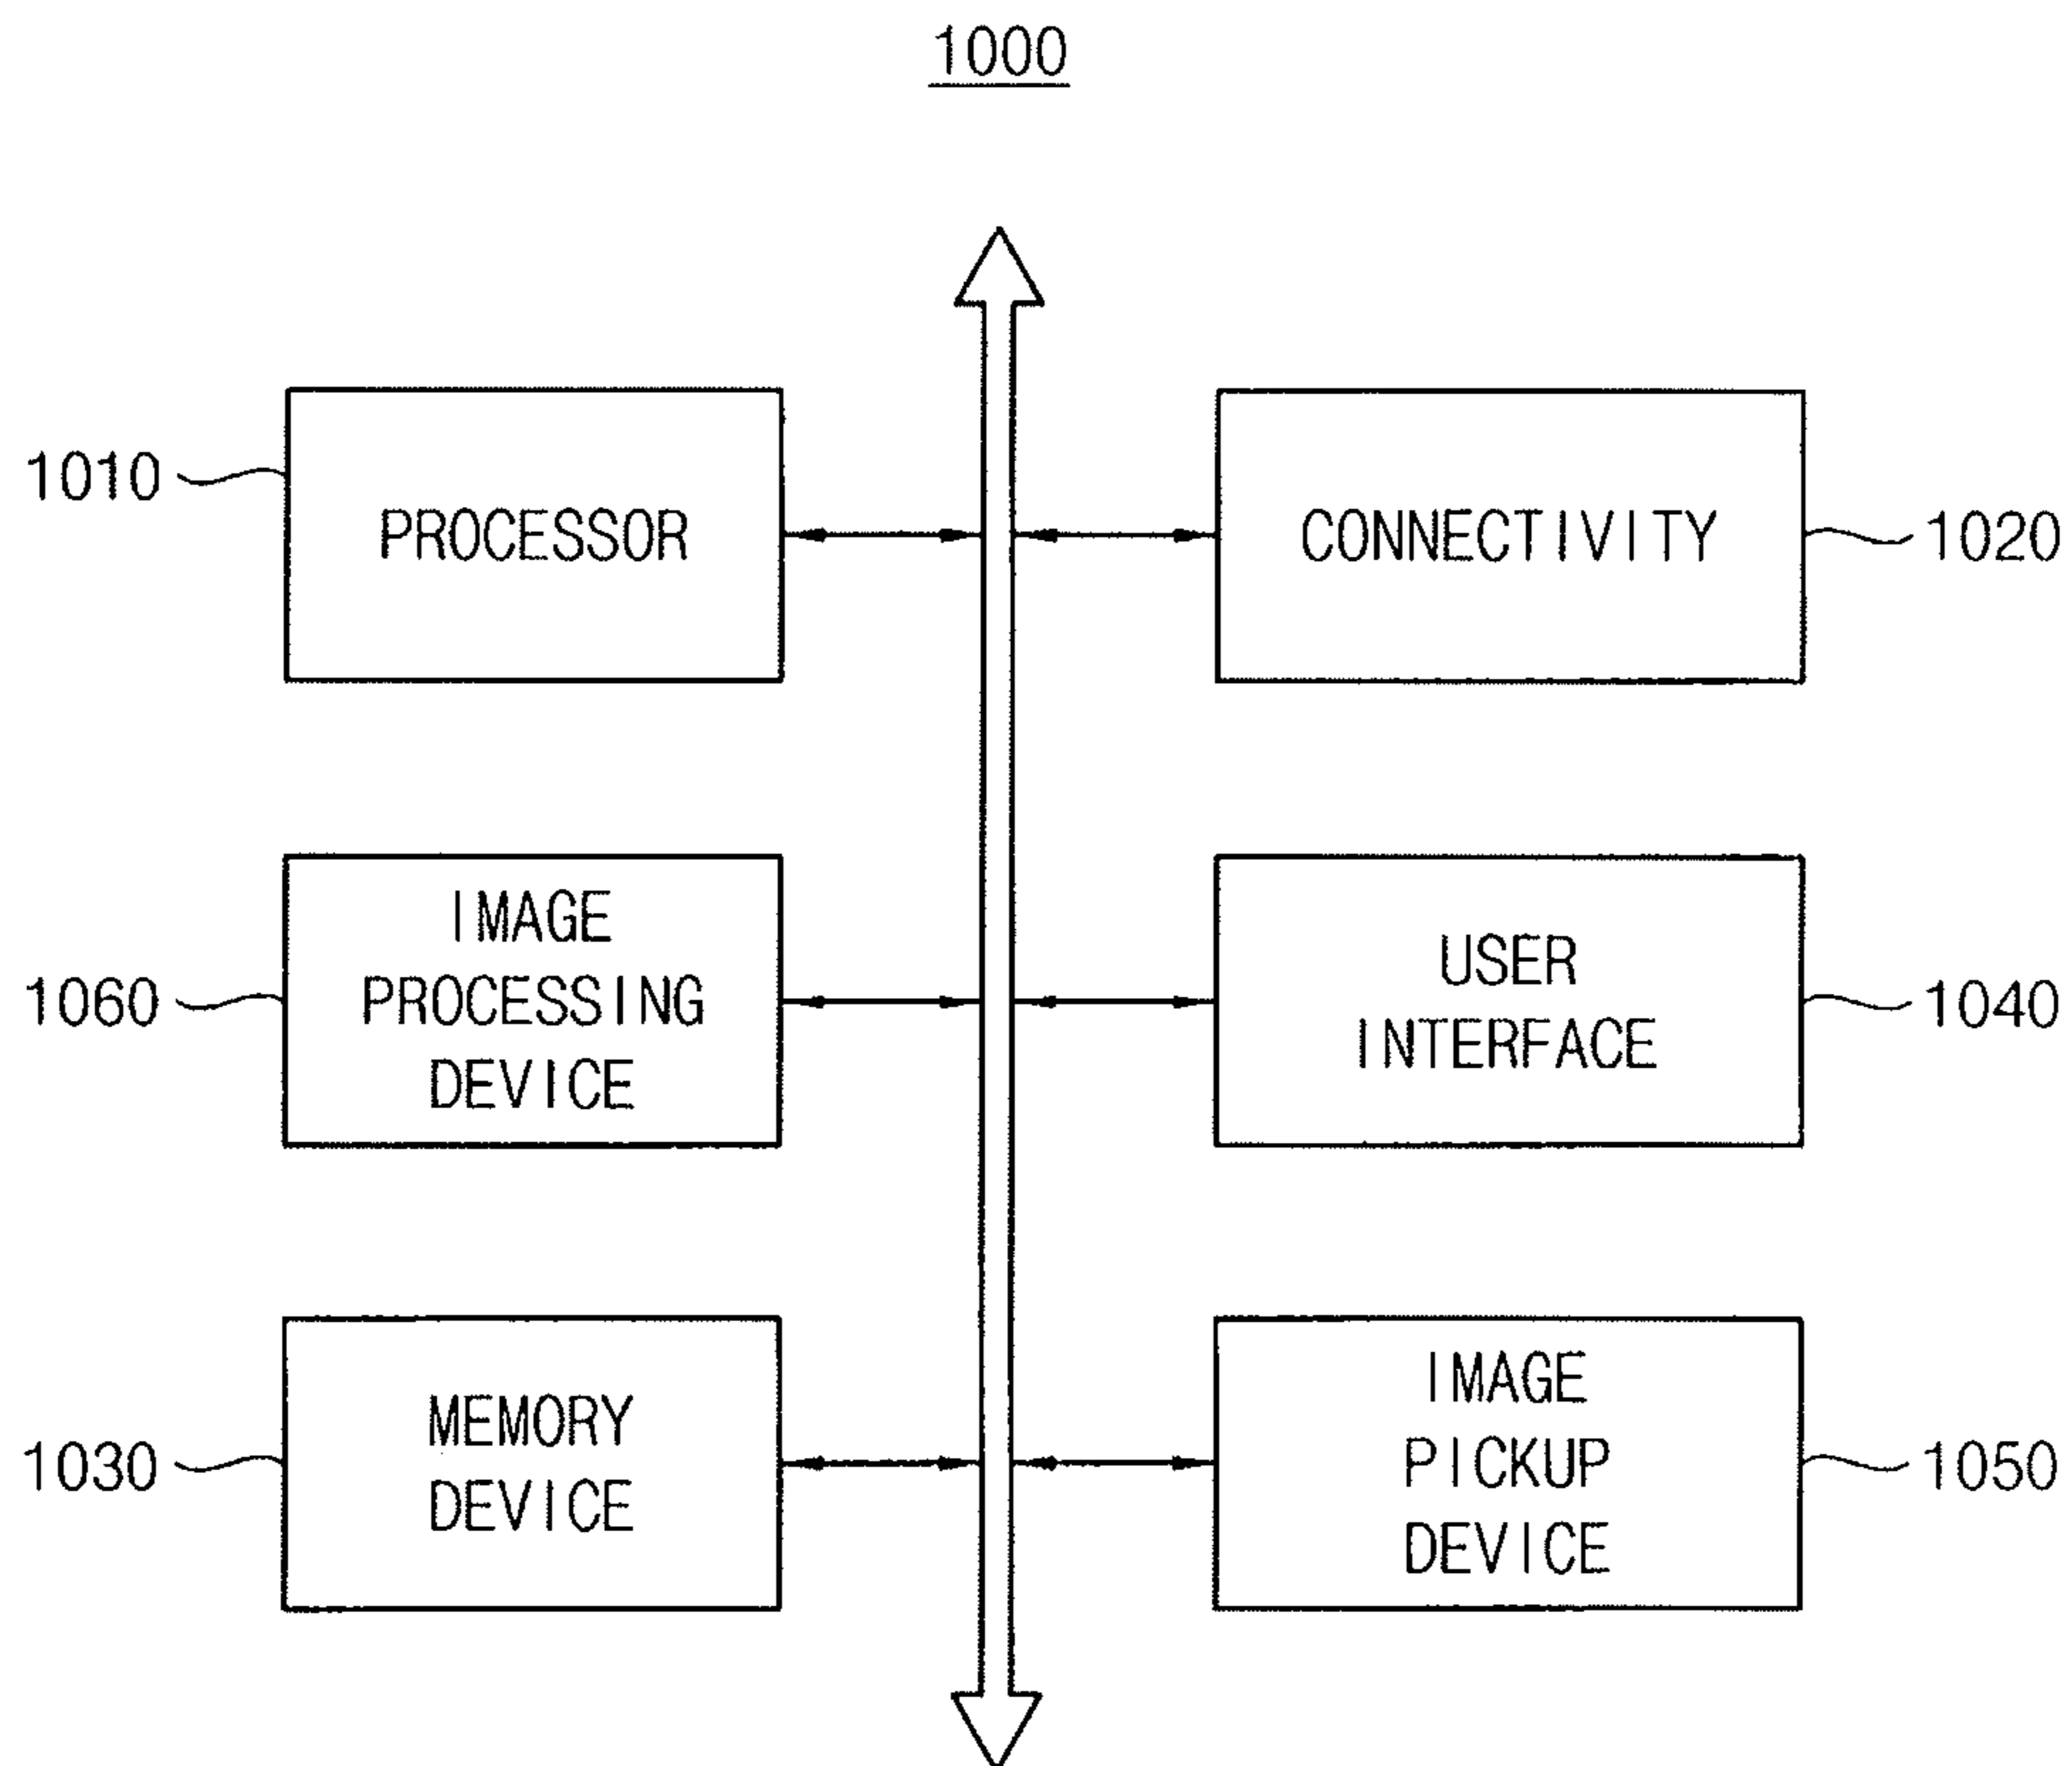 1000
1010
PROCESSOR
CONNECTIVITY
1020
1060
IMAGE
PROCESSING
DEVICE
USER
INTERFACE
1040
1030
MEMORY
DEVICE
IMAGE
PICKUP
DEVICE
1050